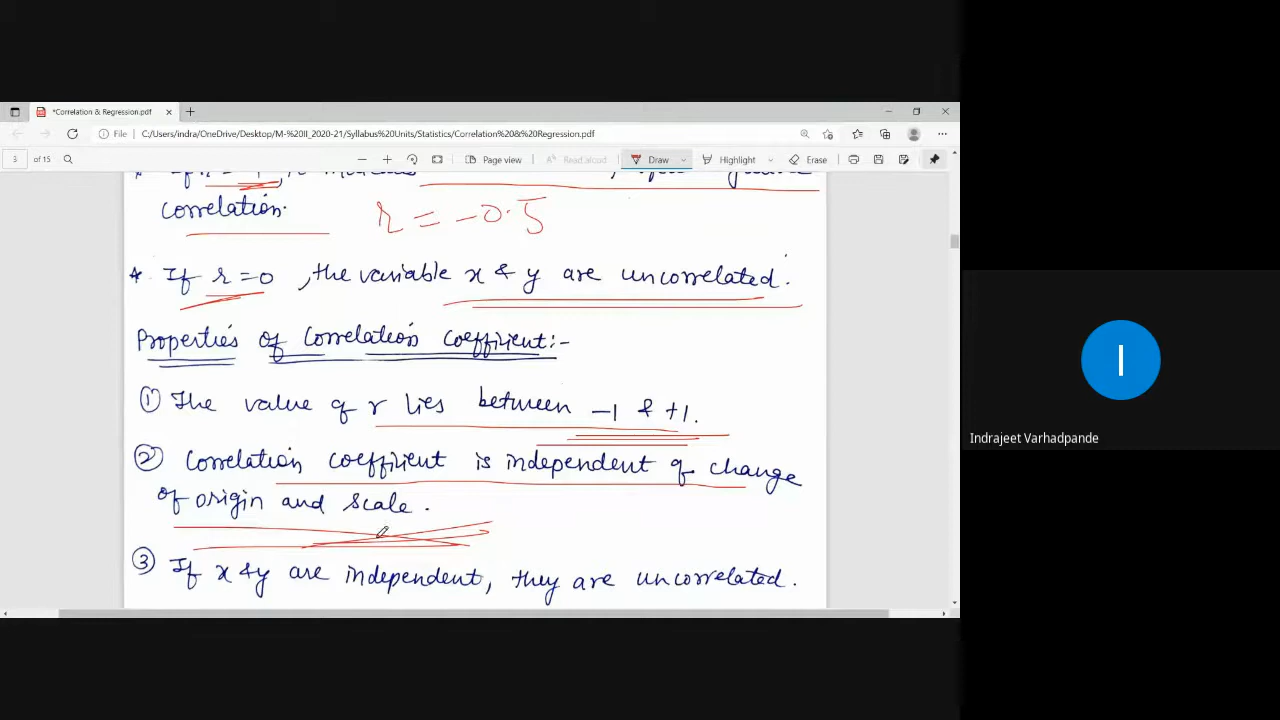 *Correlation & Regression.pdf
File
C:/Users/indra/OneDrive/Desktop/M-%20II_2020-21/Syllabus%20Units/Statistics/Correlation%20&%20Regression.pdf
3 of 15
Page view
Read aloud
Draw
Highlight
Erase
correlation.
r = -0.5
* If r = 0, the variable x & y are uncorrelated.
Properties of Correlation Coefficient:-
① The value of r lies between -1 & +1.
② Correlation coefficient is independent of change
of origin and scale.
③ If x & y are independent, they are uncorrelated.
I
Indrajeet Varhadpande